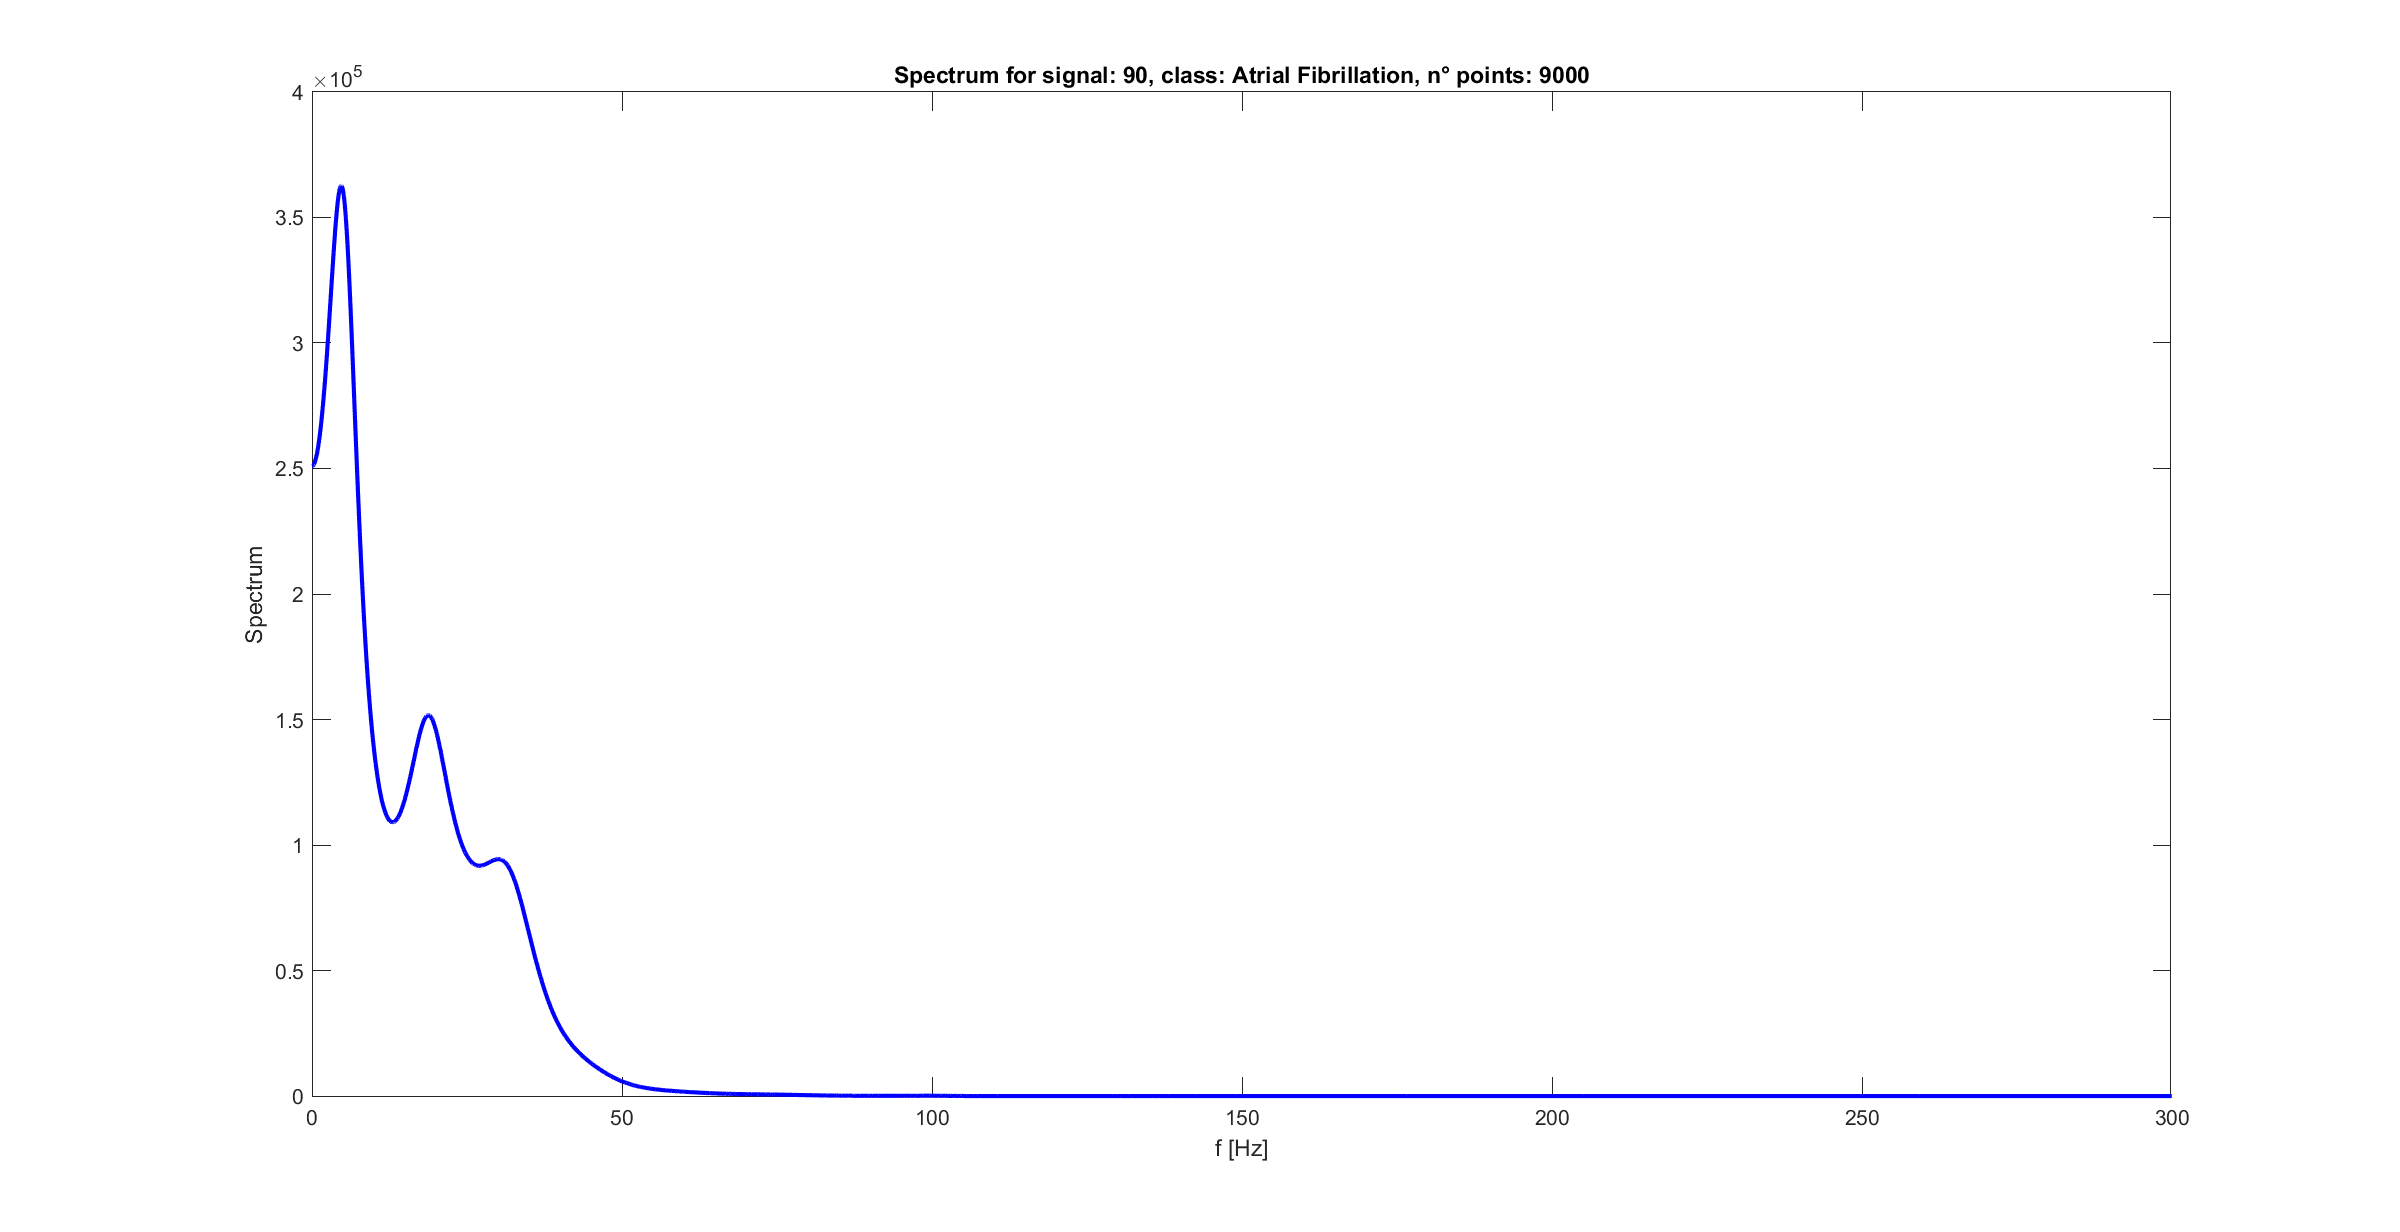 Spectrum for signal: 90, class: Atrial Fibrillation, n° points: 9000
×10^5
4
3.5
3
2.5
2
1.5
1
0.5
0
Spectrum
0 50 100 150 200 250 300
f [Hz]